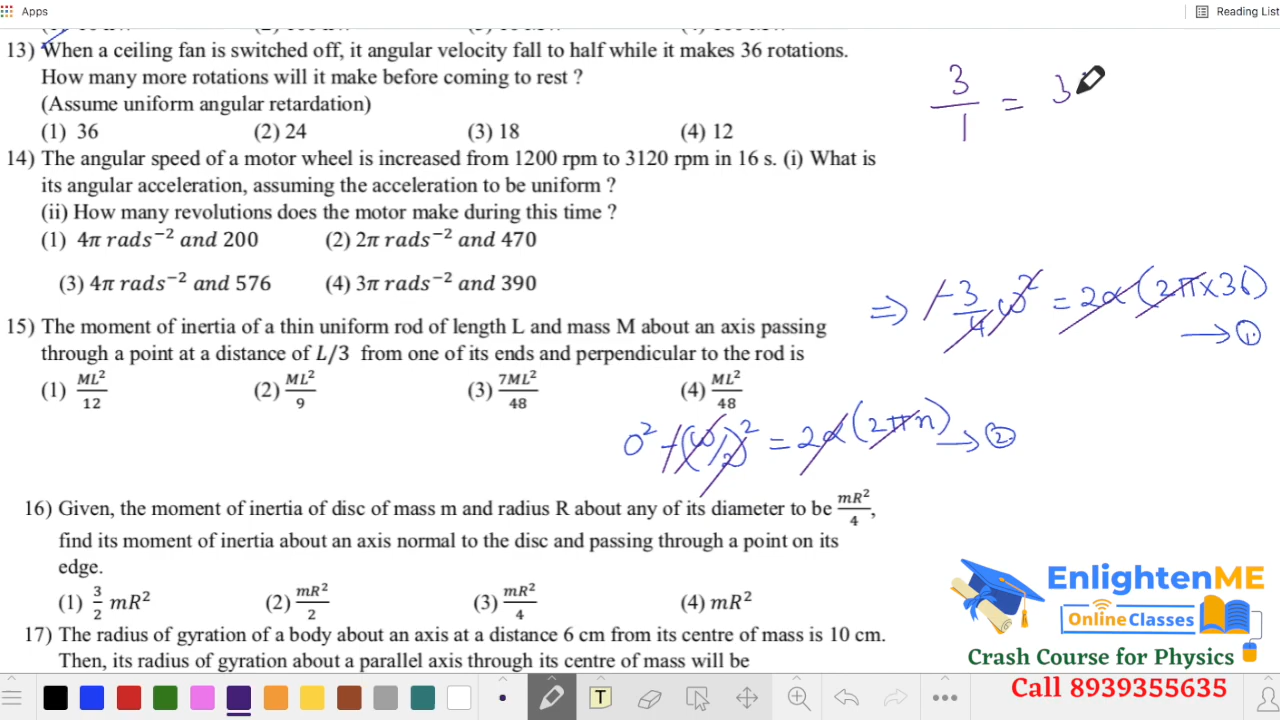 Apps
Reading List
13) When a ceiling fan is switched off, it angular velocity fall to half while it makes 36 rotations.
How many more rotations will it make before coming to rest ?
(Assume uniform angular retardation)
(1) 36 (2) 24 (3) 18 (4) 12
3/1 = 3
14) The angular speed of a motor wheel is increased from 1200 rpm to 3120 rpm in 16 s. (i) What is
its angular acceleration, assuming the acceleration to be uniform ?
(ii) How many revolutions does the motor make during this time ?
(1) 4π rads⁻² and 200 (2) 2π rads⁻² and 470
(3) 4π rads⁻² and 576 (4) 3π rads⁻² and 390
⇒ -3/4 ω² = 2α (2π×36) → ①
15) The moment of inertia of a thin uniform rod of length L and mass M about an axis passing
through a point at a distance of L/3 from one of its ends and perpendicular to the rod is
(1) ML²/12 (2) ML²/9 (3) 7ML²/48 (4) ML²/48
0² - (ω/2)² = 2α (2πn) → ②
16) Given, the moment of inertia of disc of mass m and radius R about any of its diameter to be mR²/4,
find its moment of inertia about an axis normal to the disc and passing through a point on its
edge.
(1) 3/2 mR² (2) mR²/2 (3) mR²/4 (4) mR²
17) The radius of gyration of a body about an axis at a distance 6 cm from its centre of mass is 10 cm.
Then, its radius of gyration about a parallel axis through its centre of mass will be
EnlightenME
Online Classes
Crash Course for Physics
Call 8939355635
T